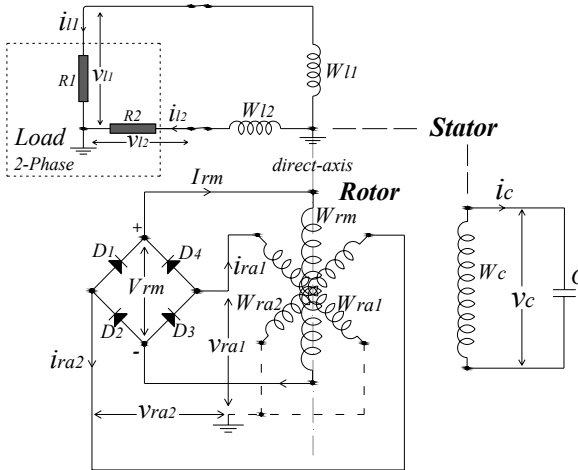 il1
R1
vl1
Wl1
R2
il2
Wl2
Load
2-Phase
vl2
Stator
direct-axis
Irm
Rotor
Wrm
ic
+
D1
D4
ira1
Vrm
Wra2
Wra1
Wc
vc
C
D2
D3
vra1
ira2
-
vra2